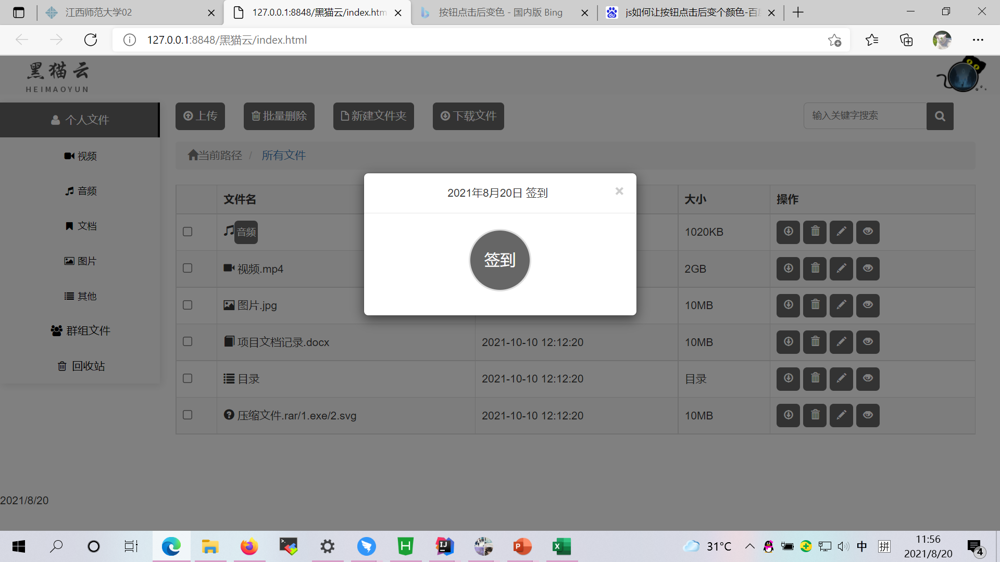 江西师范大学02
127.0.0.1:8848/黑猫云/index.htm
按钮点击后变色 - 国内版 Bing
js如何让按钮点击后变个颜色-百度
127.0.0.1:8848/黑猫云/index.html
黑猫云
HEIMAOYUN
个人文件
视频
音频
文档
图片
其他
群组文件
回收站
上传
批量删除
新建文件夹
下载文件
输入关键字搜索
当前路径 / 所有文件
文件名 大小 操作
音频 1020KB
视频.mp4 2GB
图片.jpg 10MB
项目文档记录.docx 2021-10-10 12:12:20 10MB
目录 2021-10-10 12:12:20 目录
压缩文件.rar/1.exe/2.svg 2021-10-10 12:12:20 10MB
2021年8月20日 签到 ×
签到
2021/8/20
31°C
中
拼
11:56
2021/8/20
4